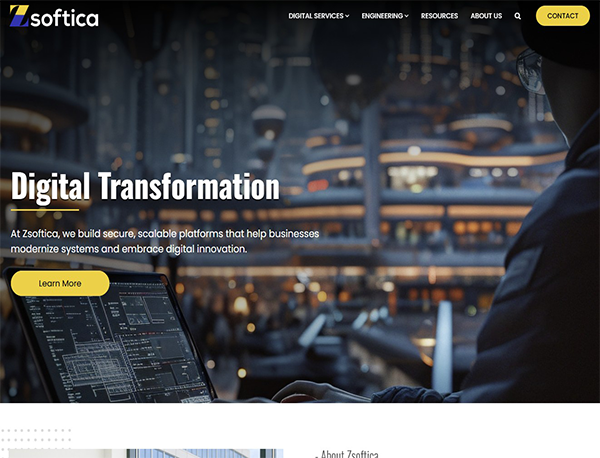 Zsoftica
DIGITAL SERVICES
ENGINEERING
RESOURCES
ABOUT US
CONTACT
Digital Transformation
At Zsoftica, we build secure, scalable platforms that help businesses
modernize systems and embrace digital innovation.
Learn More
- About Zsoftica